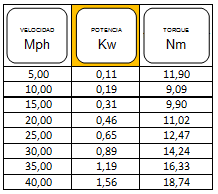 VELOCIDAD POTENCIA TORQUE
Mph Kw Nm
5,00 0,11 11,90
10,00 0,19 9,09
15,00 0,31 9,90
20,00 0,46 11,02
25,00 0,65 12,47
30,00 0,89 14,24
35,00 1,19 16,33
40,00 1,56 18,74